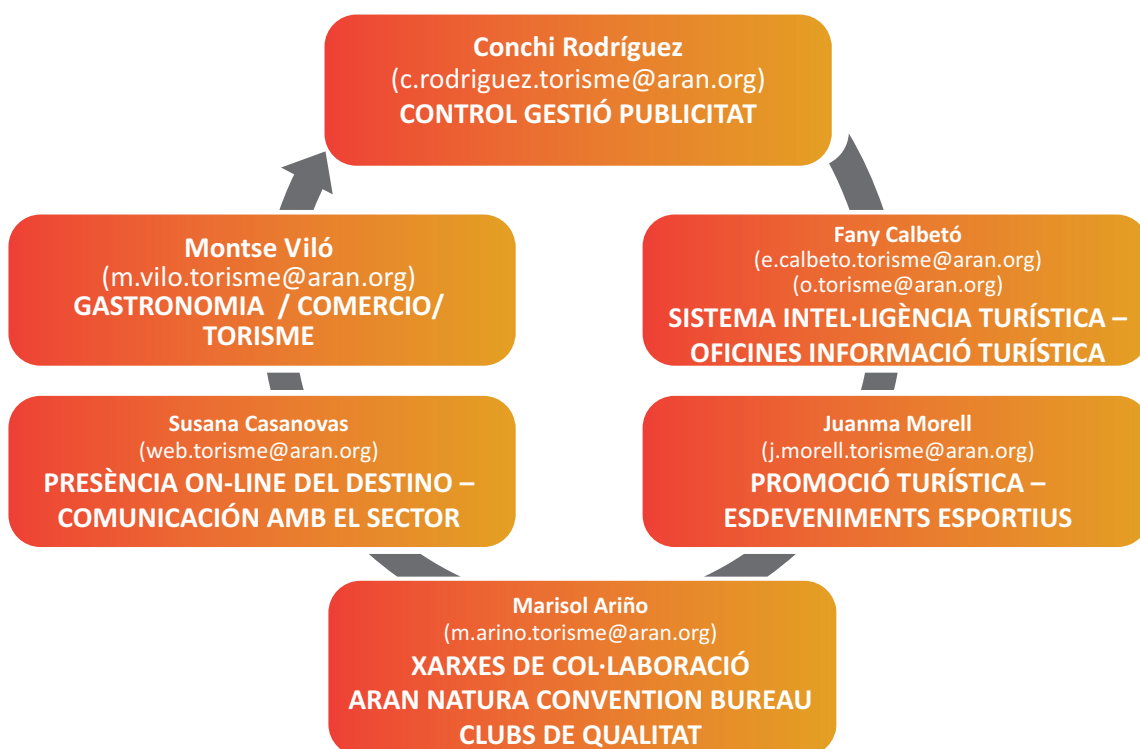 Conchi Rodríguez
(c.rodriguez.torisme@aran.org)
CONTROL GESTIÓ PUBLICITAT
Fany Calbetó
(e.calbeto.torisme@aran.org)
(o.torisme@aran.org)
SISTEMA INTEL·LIGÈNCIA TURÍSTICA –
OFICINES INFORMACIÓ TURÍSTICA
Juanma Morell
(j.morell.torisme@aran.org)
PROMOCIÓ TURÍSTICA –
ESDEVENIMENTS ESPORTIUS
Marisol Ariño
(m.arino.torisme@aran.org)
XARXES DE COL·LABORACIÓ
ARAN NATURA CONVENTION BUREAU
CLUBS DE QUALITAT
Susana Casanovas
(web.torisme@aran.org)
PRESÈNCIA ON-LINE DEL DESTINO –
COMUNICACIÓN AMB EL SECTOR
Montse Viló
(m.vilo.torisme@aran.org)
GASTRONOMIA / COMERCIO/
TORISME